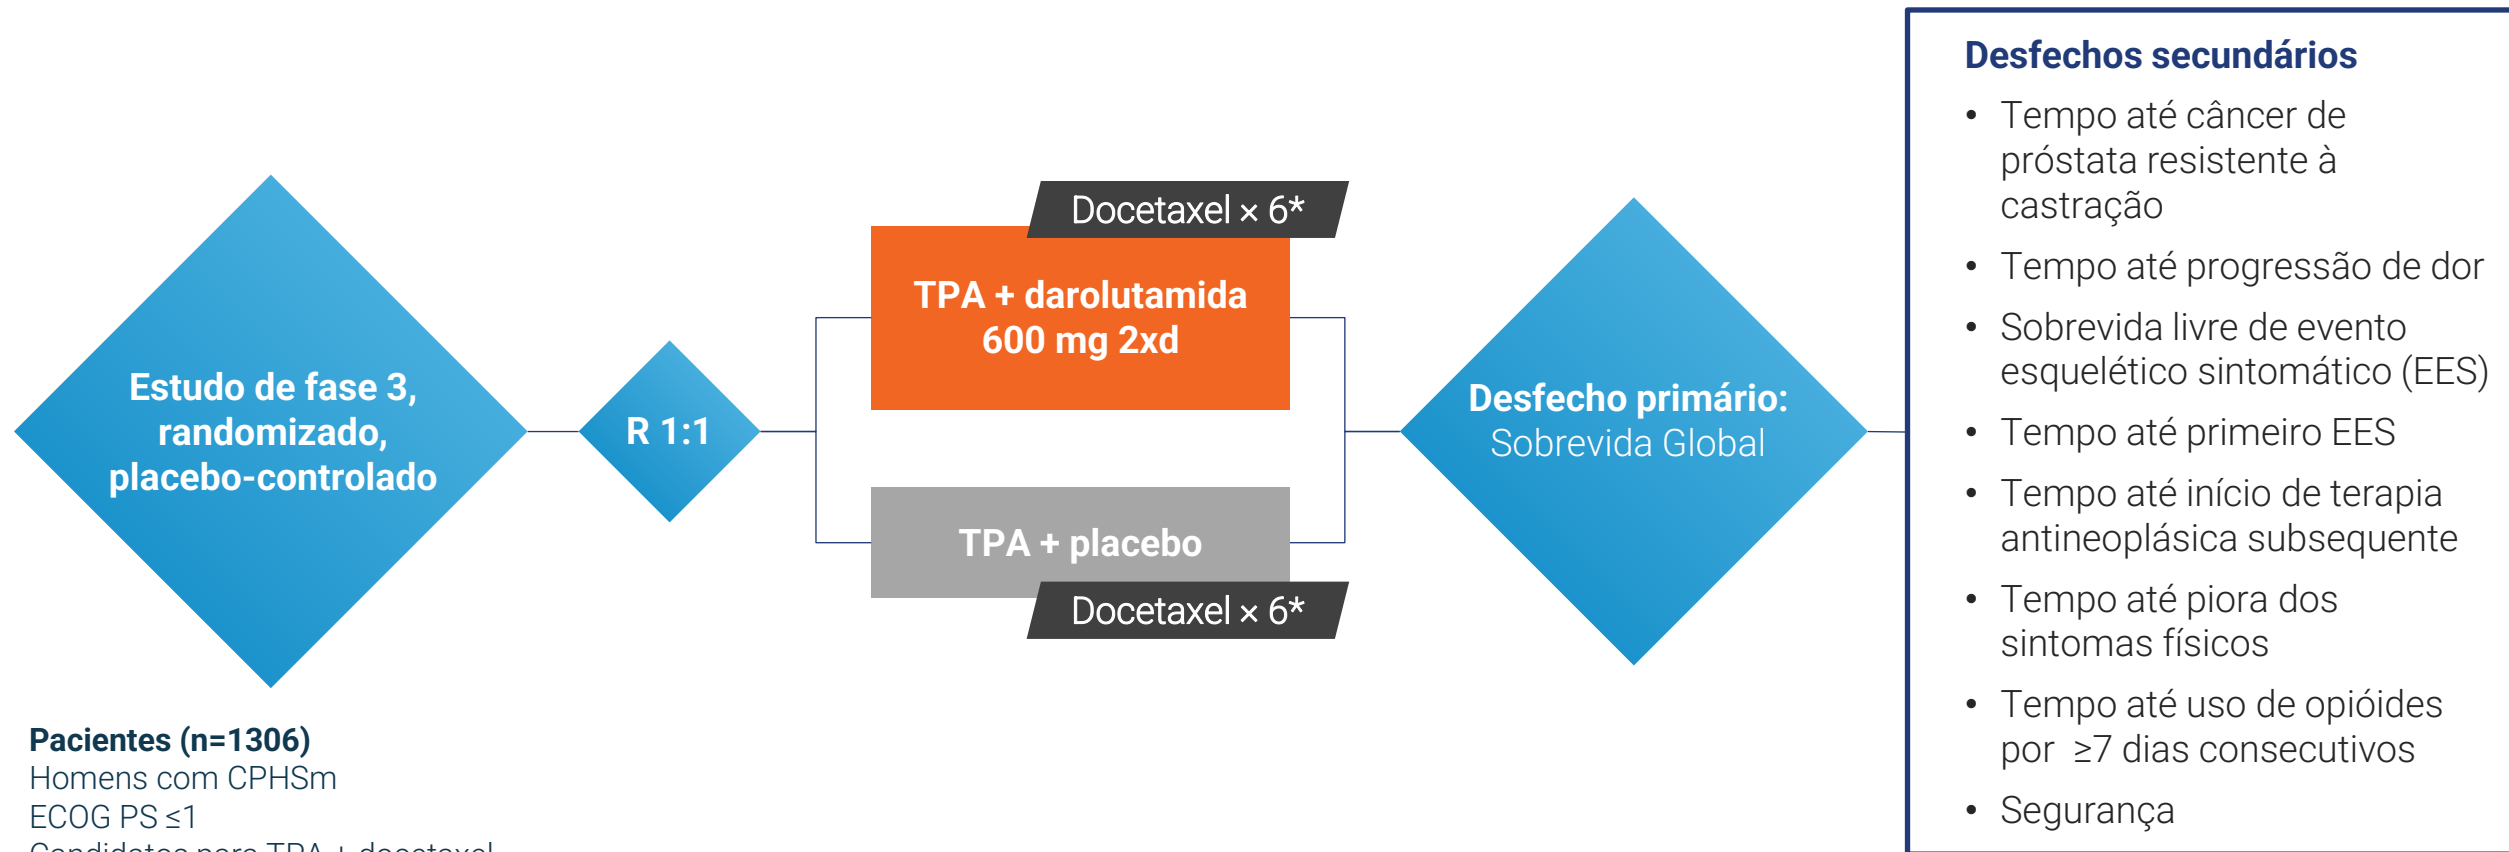 Estudo de fase 3,
randomizado,
placebo-controlado
Pacientes (n=1306)
Homens com CPHSm
ECOG PS ≤1
Candidatos para TPA + docetaxel
R 1:1
Docetaxel × 6*
TPA + darolutamida
600 mg 2xd
TPA + placebo
Docetaxel × 6*
Desfecho primário:
Sobrevida Global
Desfechos secundários
• Tempo até câncer de
próstata resistente à
castração
• Tempo até progressão de dor
• Sobrevida livre de evento
esquelético sintomático (EES)
• Tempo até primeiro EES
• Tempo até início de terapia
antineoplásica subsequente
• Tempo até piora dos
sintomas físicos
• Tempo até uso de opióides
por ≥7 dias consecutivos
• Segurança